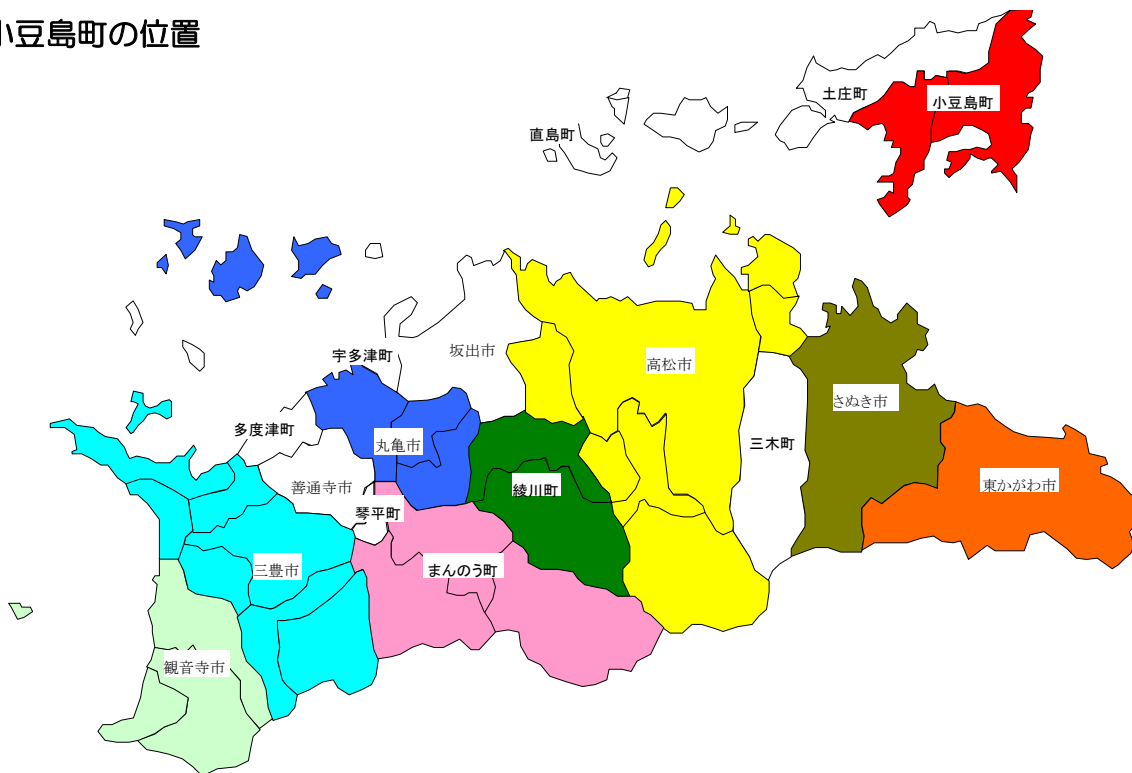 小豆島町の位置
土庄町
小豆島町
直島町
坂出市
宇多津町
高松市
さぬき市
多度津町
丸亀市
三木町
善通寺市
綾川町
東かがわ市
琴平町
三豊市
まんのう町
観音寺市